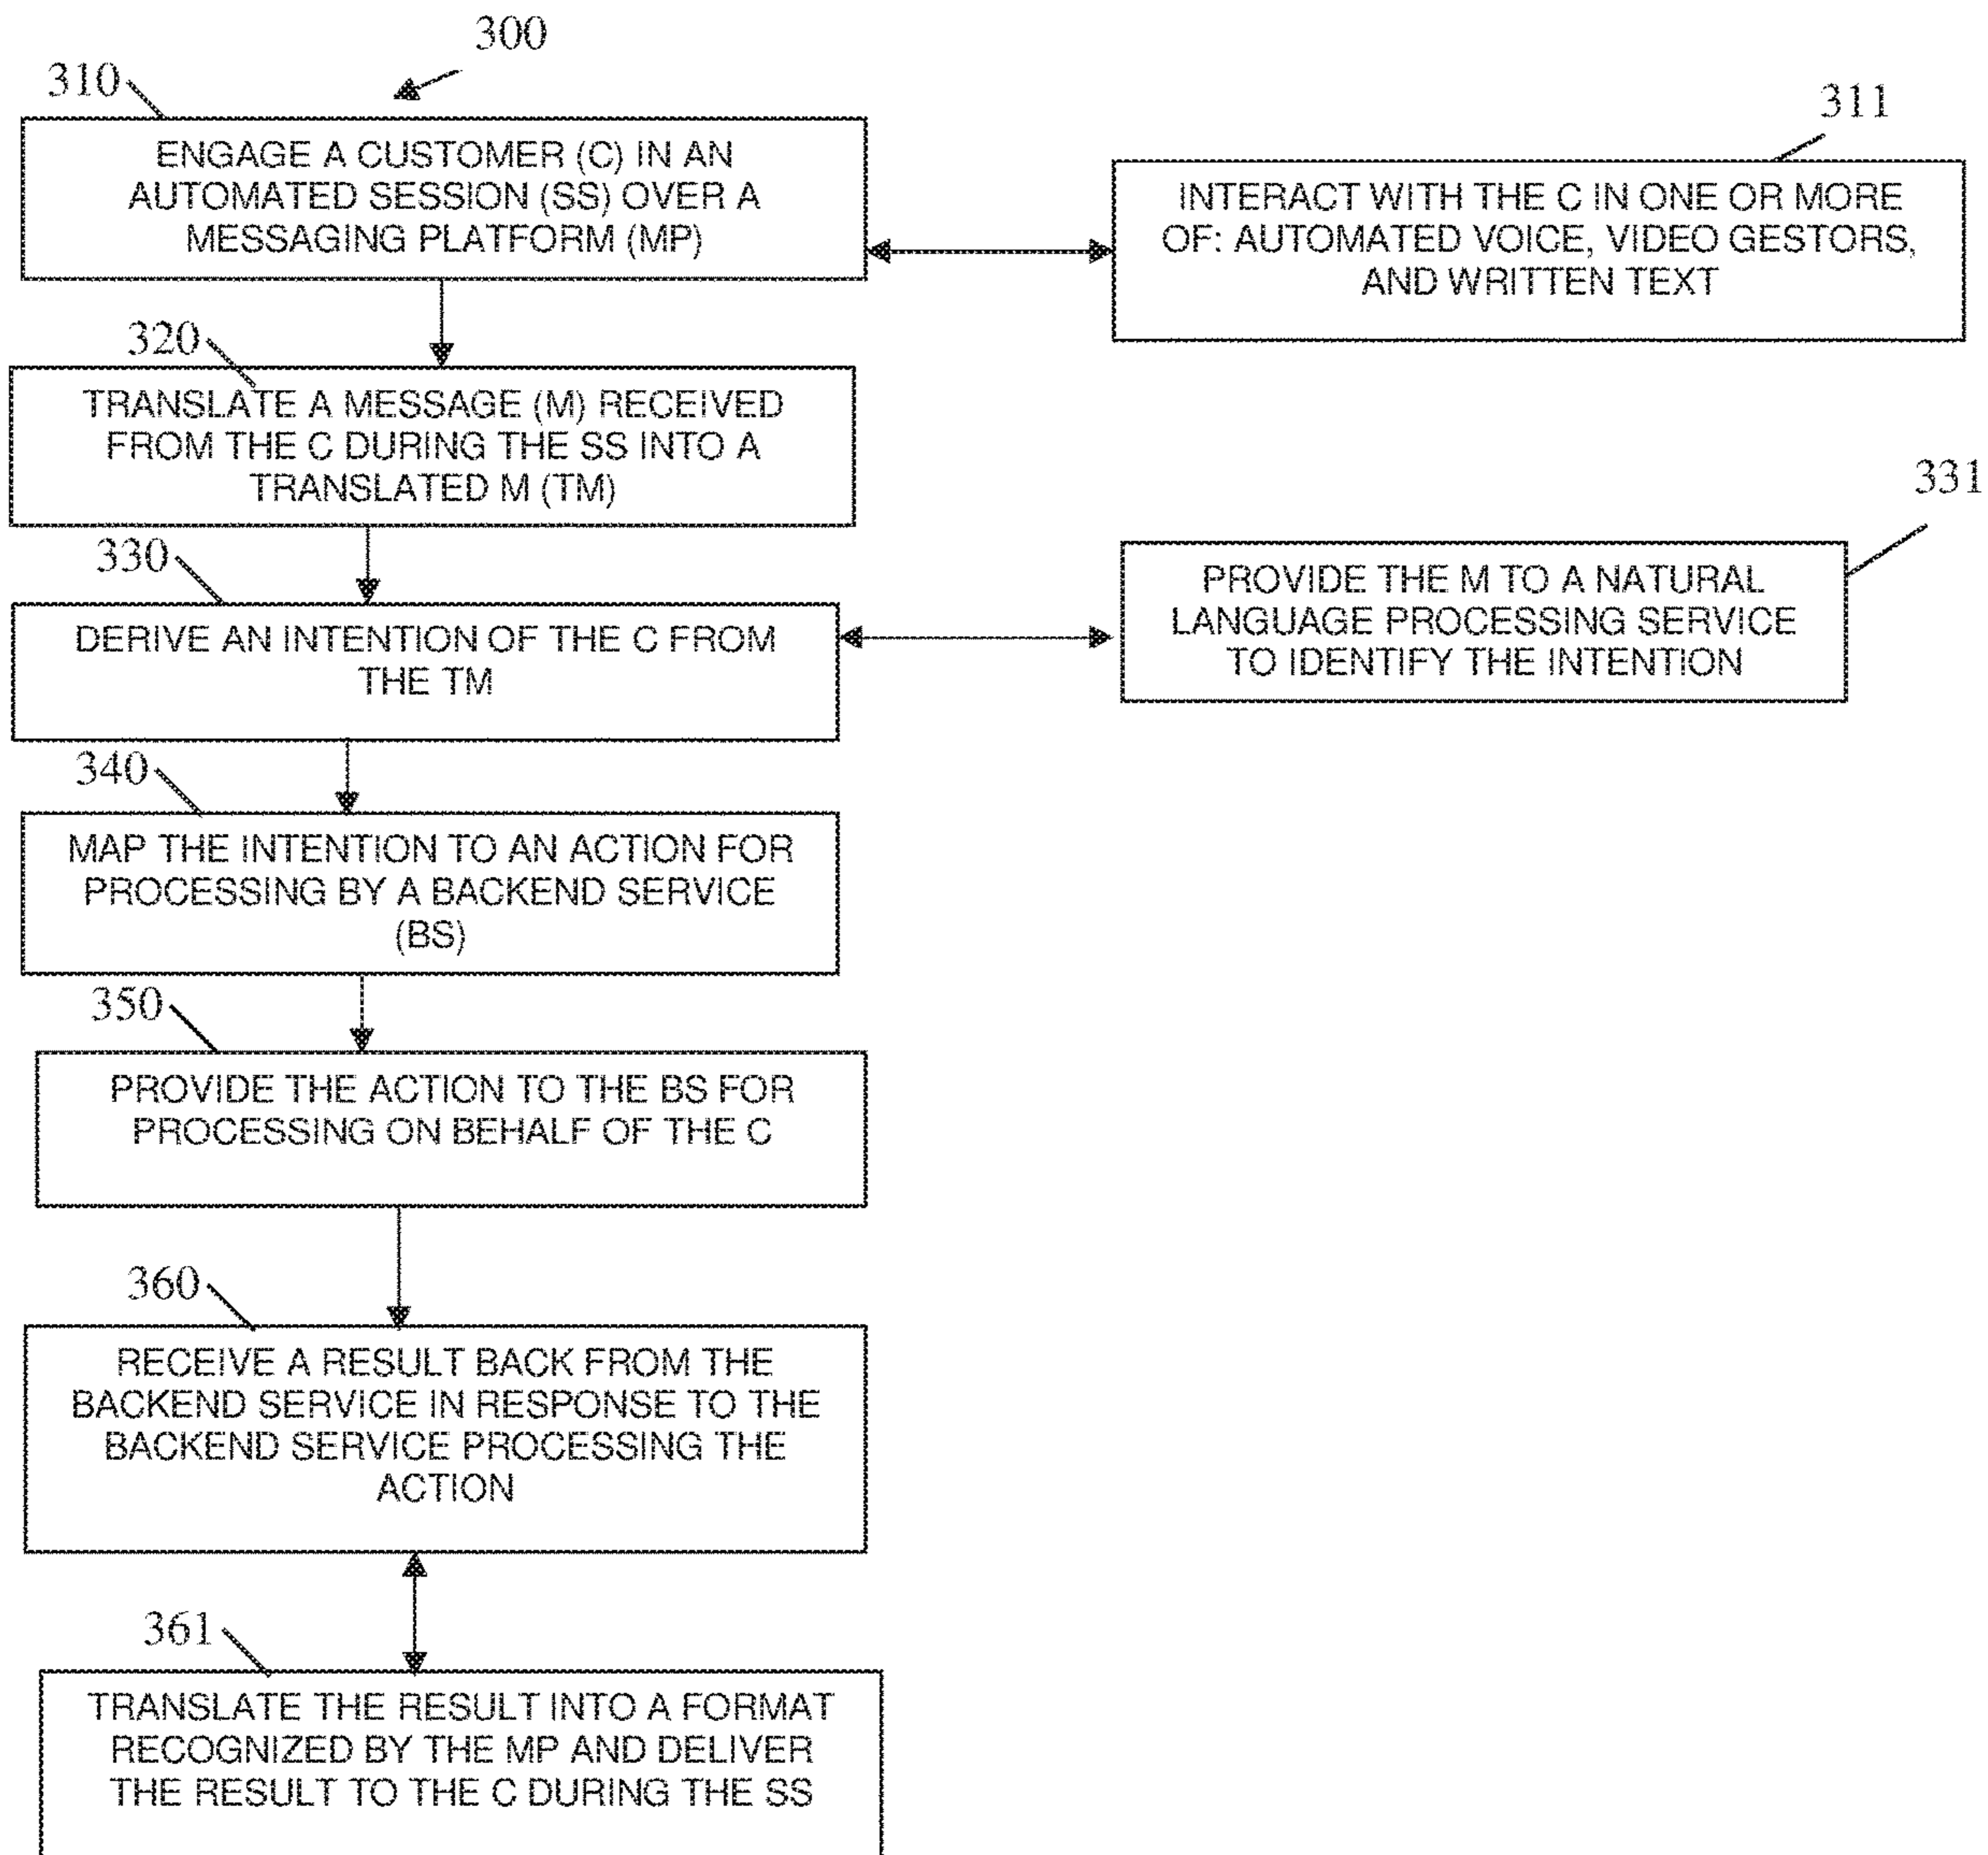 300
310
ENGAGE A CUSTOMER (C) IN AN
AUTOMATED SESSION (SS) OVER A
MESSAGING PLATFORM (MP)
311
INTERACT WITH THE C IN ONE OR MORE
OF: AUTOMATED VOICE, VIDEO GESTORS,
AND WRITTEN TEXT
320
TRANSLATE A MESSAGE (M) RECEIVED
FROM THE C DURING THE SS INTO A
TRANSLATED M (TM)
330
DERIVE AN INTENTION OF THE C FROM
THE TM
331
PROVIDE THE M TO A NATURAL
LANGUAGE PROCESSING SERVICE
TO IDENTIFY THE INTENTION
340
MAP THE INTENTION TO AN ACTION FOR
PROCESSING BY A BACKEND SERVICE
(BS)
350
PROVIDE THE ACTION TO THE BS FOR
PROCESSING ON BEHALF OF THE C
360
RECEIVE A RESULT BACK FROM THE
BACKEND SERVICE IN RESPONSE TO THE
BACKEND SERVICE PROCESSING THE
ACTION
361
TRANSLATE THE RESULT INTO A FORMAT
RECOGNIZED BY THE MP AND DELIVER
THE RESULT TO THE C DURING THE SS